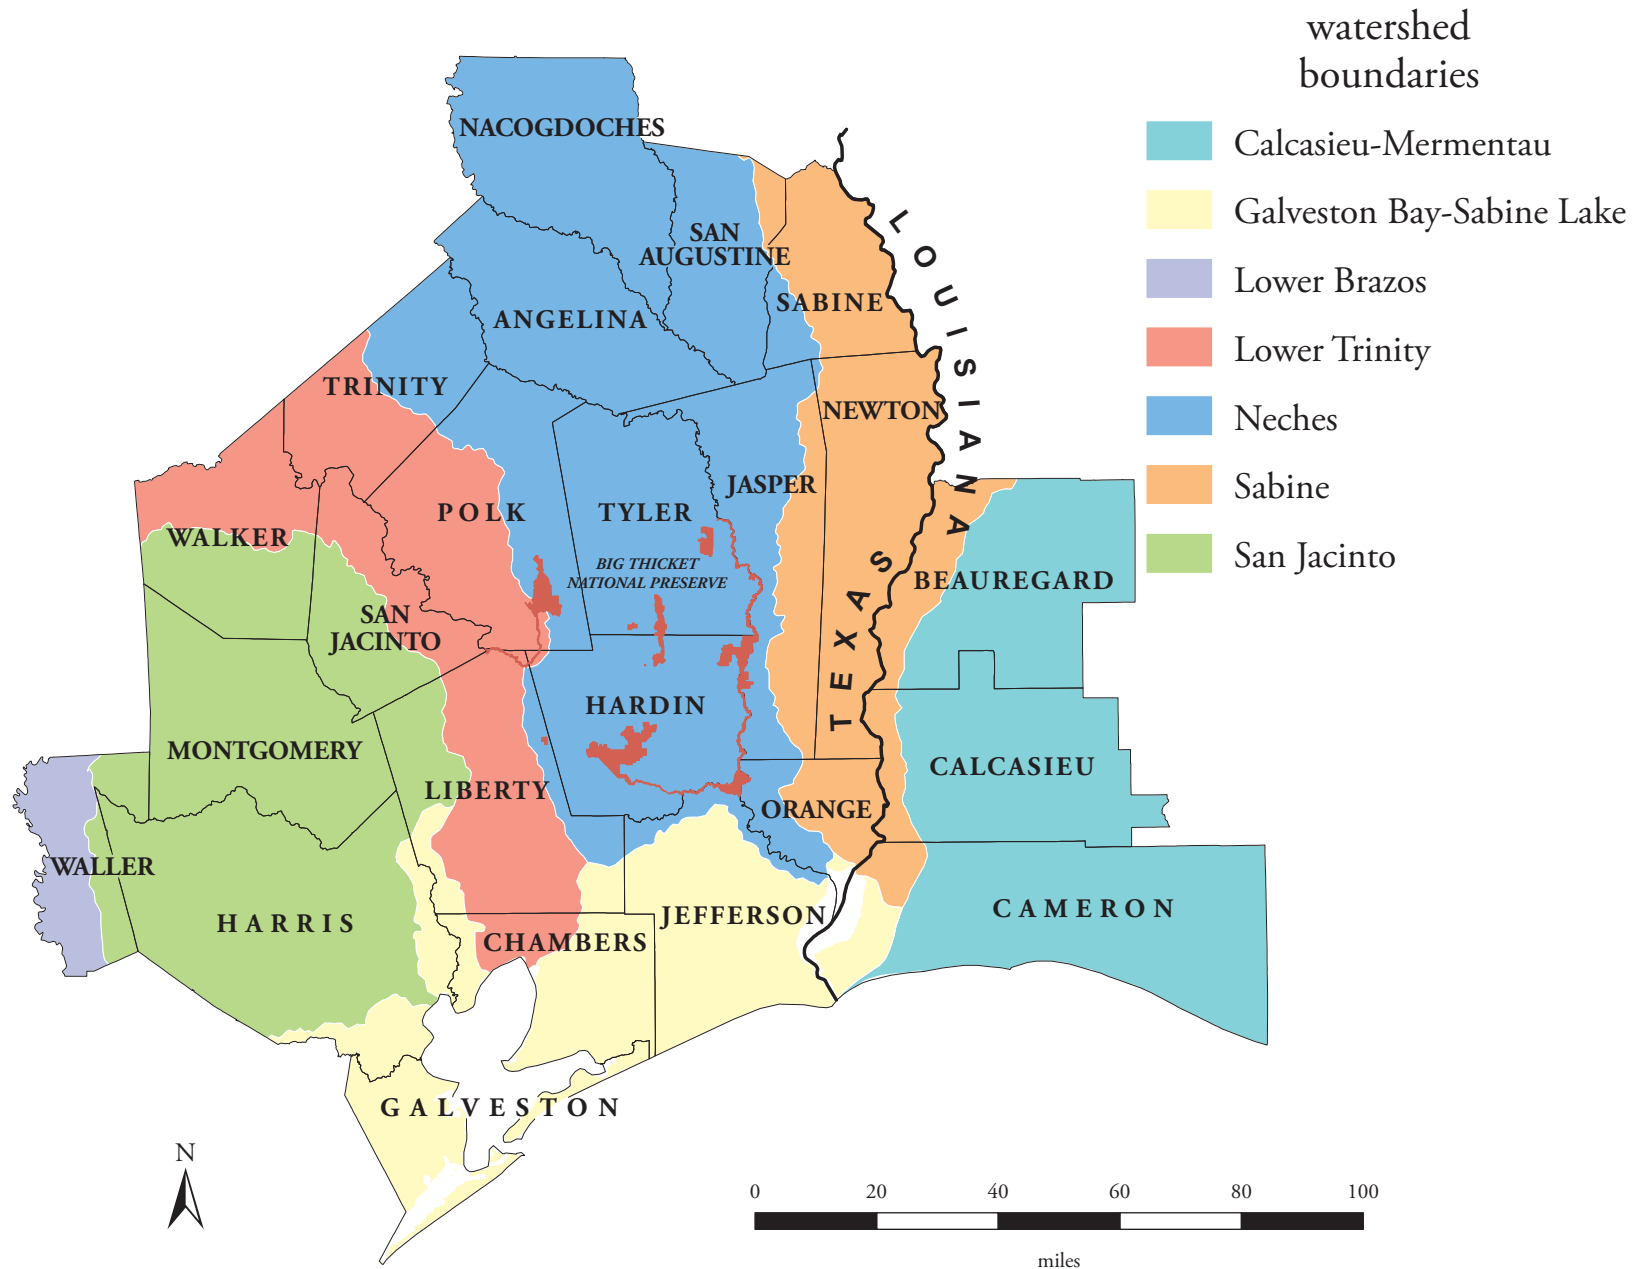 watershed
boundaries
Calcasieu-Mermentau
Galveston Bay-Sabine Lake
Lower Brazos
Lower Trinity
Neches
Sabine
San Jacinto
NACOGDOCHES
SAN
AUGUSTINE
SABINE
ANGELINA
TRINITY
NEWTON
LOUISIANA
JASPER
POLK
TYLER
WALKER
BIG THICKET
NATIONAL PRESERVE
BEAUREGARD
TEXAS
SAN
JACINTO
HARDIN
MONTGOMERY
CALCASIEU
LIBERTY
ORANGE
WALLER
HARRIS
JEFFERSON
CAMERON
CHAMBERS
GALVESTON
N
0 20 40 60 80 100
miles